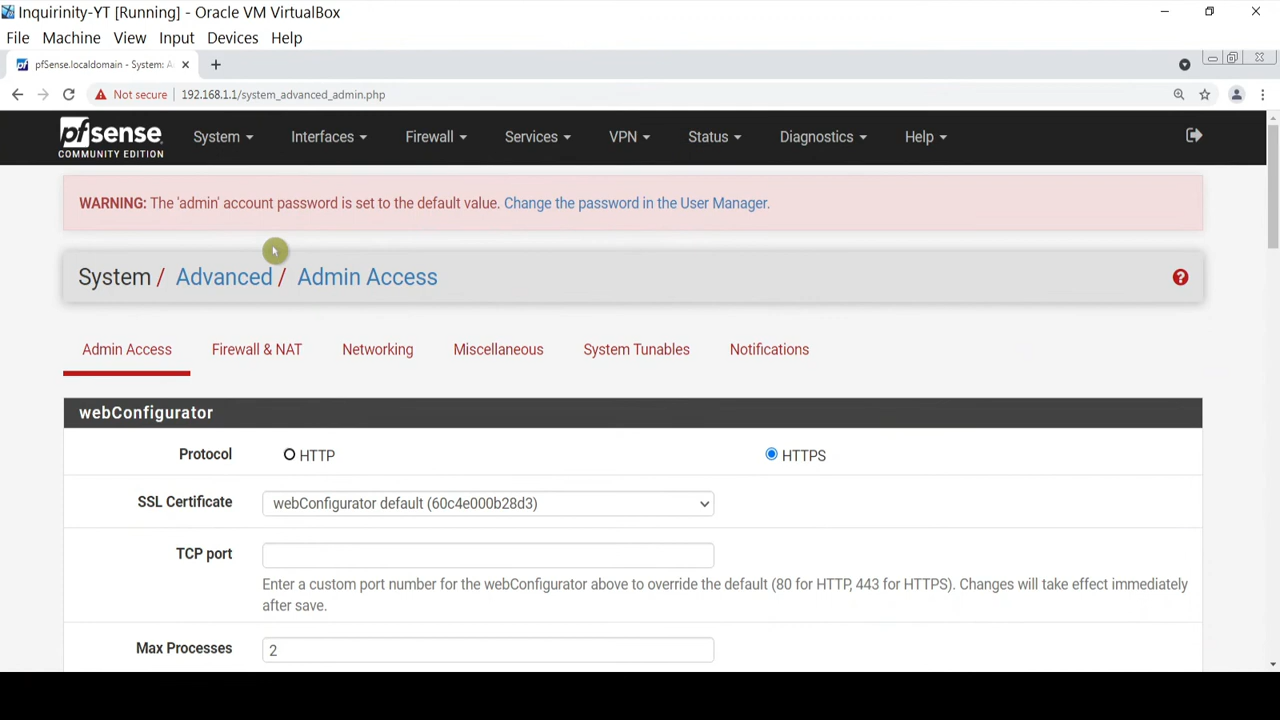 Inquirinity-YT [Running] - Oracle VM VirtualBox
File Machine View Input Devices Help
pfSense.localdomain - System: A
Not secure 192.168.1.1/system_advanced_admin.php
pfsense System Interfaces Firewall Services VPN Status Diagnostics Help
COMMUNITY EDITION
WARNING: The 'admin' account password is set to the default value. Change the password in the User Manager.
System / Advanced / Admin Access
Admin Access Firewall & NAT Networking Miscellaneous System Tunables Notifications
webConfigurator
Protocol HTTP HTTPS
SSL Certificate webConfigurator default (60c4e000b28d3)
TCP port
Enter a custom port number for the webConfigurator above to override the default (80 for HTTP, 443 for HTTPS). Changes will take effect immediately
after save.
Max Processes 2